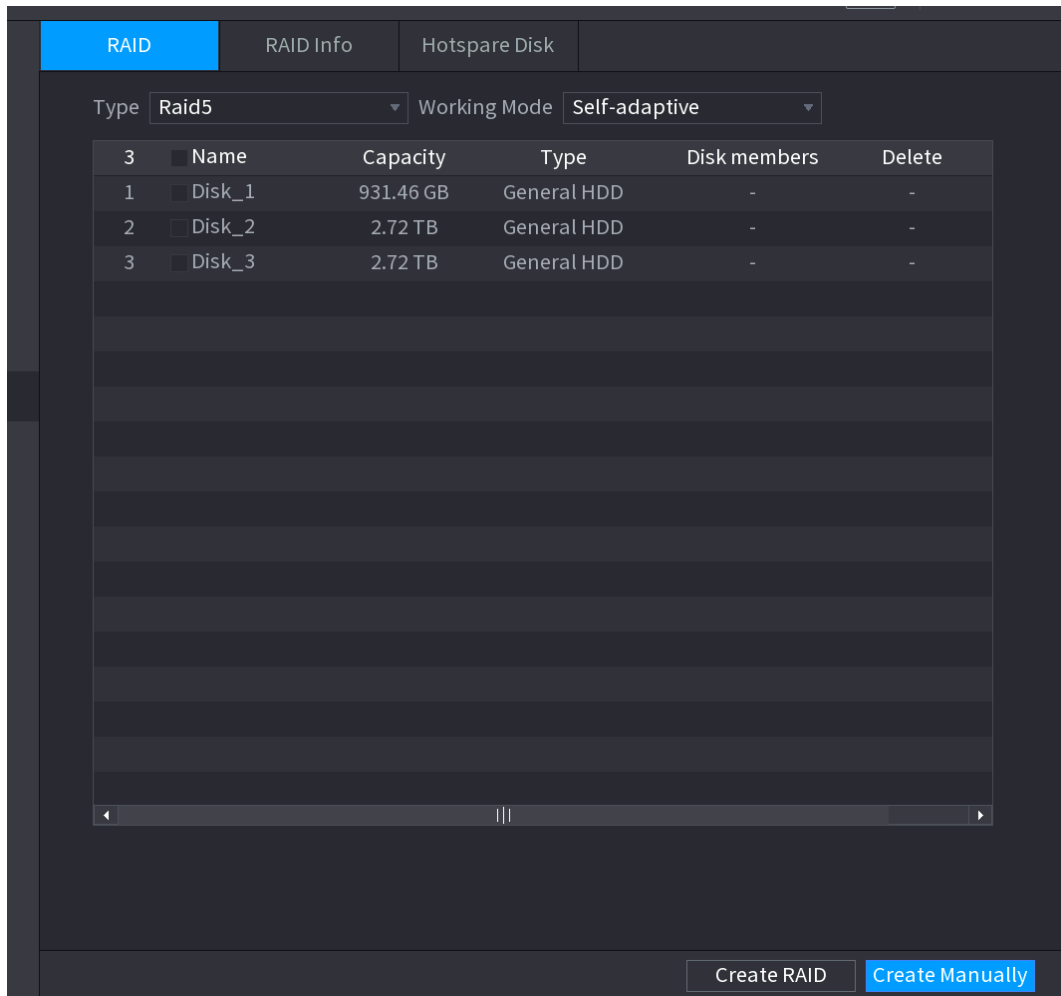 RAID RAID Info Hotspare Disk
Type Raid5 Working Mode Self-adaptive
3 Name Capacity Type Disk members Delete
1 Disk_1 931.46 GB General HDD - -
2 Disk_2 2.72 TB General HDD - -
3 Disk_3 2.72 TB General HDD - -
Create RAID Create Manually